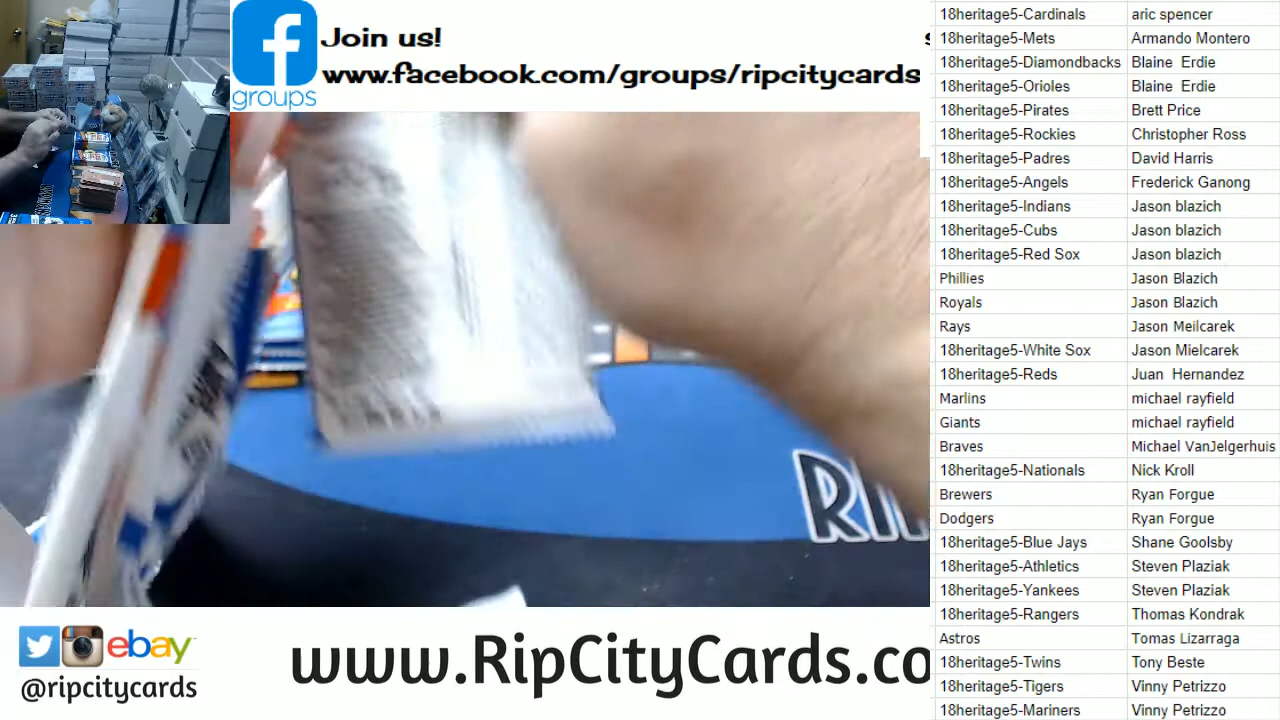 Join us!
www.facebook.com/groups/ripcitycards
groups
ebay
@ripcitycards
www.RipCityCards.co
18heritage5-Cardinals aric spencer
18heritage5-Mets Armando Montero
18heritage5-Diamondbacks Blaine Erdie
18heritage5-Orioles Blaine Erdie
18heritage5-Pirates Brett Price
18heritage5-Rockies Christopher Ross
18heritage5-Padres David Harris
18heritage5-Angels Frederick Ganong
18heritage5-Indians Jason blazich
18heritage5-Cubs Jason blazich
18heritage5-Red Sox Jason blazich
Phillies Jason Blazich
Royals Jason Blazich
Rays Jason Meilcarek
18heritage5-White Sox Jason Mielcarek
18heritage5-Reds Juan Hernandez
Marlins michael rayfield
Giants michael rayfield
Braves Michael VanJelgerhuis
18heritage5-Nationals Nick Kroll
Brewers Ryan Forgue
Dodgers Ryan Forgue
18heritage5-Blue Jays Shane Goolsby
18heritage5-Athletics Steven Plaziak
18heritage5-Yankees Steven Plaziak
18heritage5-Rangers Thomas Kondrak
Astros Tomas Lizarraga
18heritage5-Twins Tony Beste
18heritage5-Tigers Vinny Petrizzo
18heritage5-Mariners Vinny Petrizzo